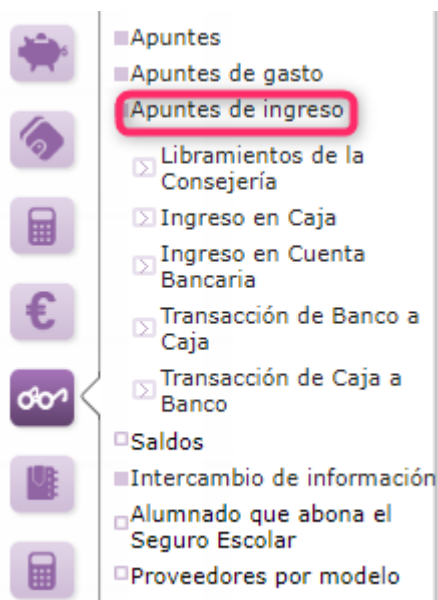 Apuntes
Apuntes de gasto
Apuntes de ingreso
Libramientos de la
Consejería
Ingreso en Caja
Ingreso en Cuenta
Bancaria
Transacción de Banco a
Caja
Transacción de Caja a
Banco
Saldos
Intercambio de información
Alumnado que abona el
Seguro Escolar
Proveedores por modelo
€